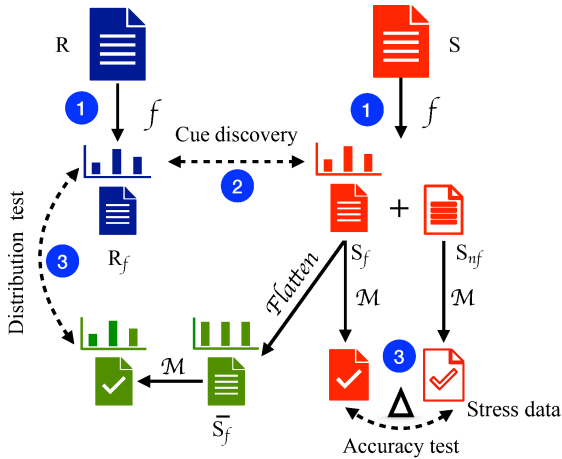 R
S
1
f
1
f
Cue discovery
2
Distribution test
3
R_f
+
S_f
S_nf
Flatten
M
M
3
M
S̄_f
Δ
Stress data
Accuracy test